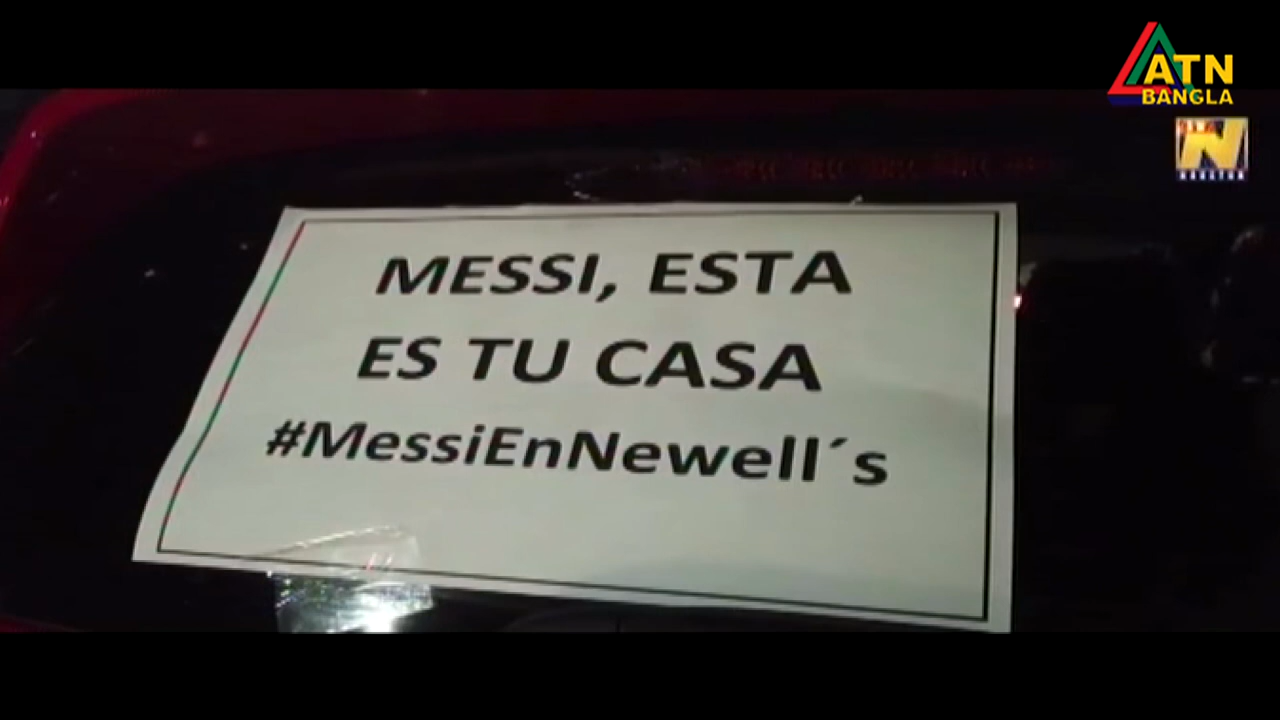 ATN
BANGLA
N
MESSI, ESTA
ES TU CASA
#MessiEnNewell´s